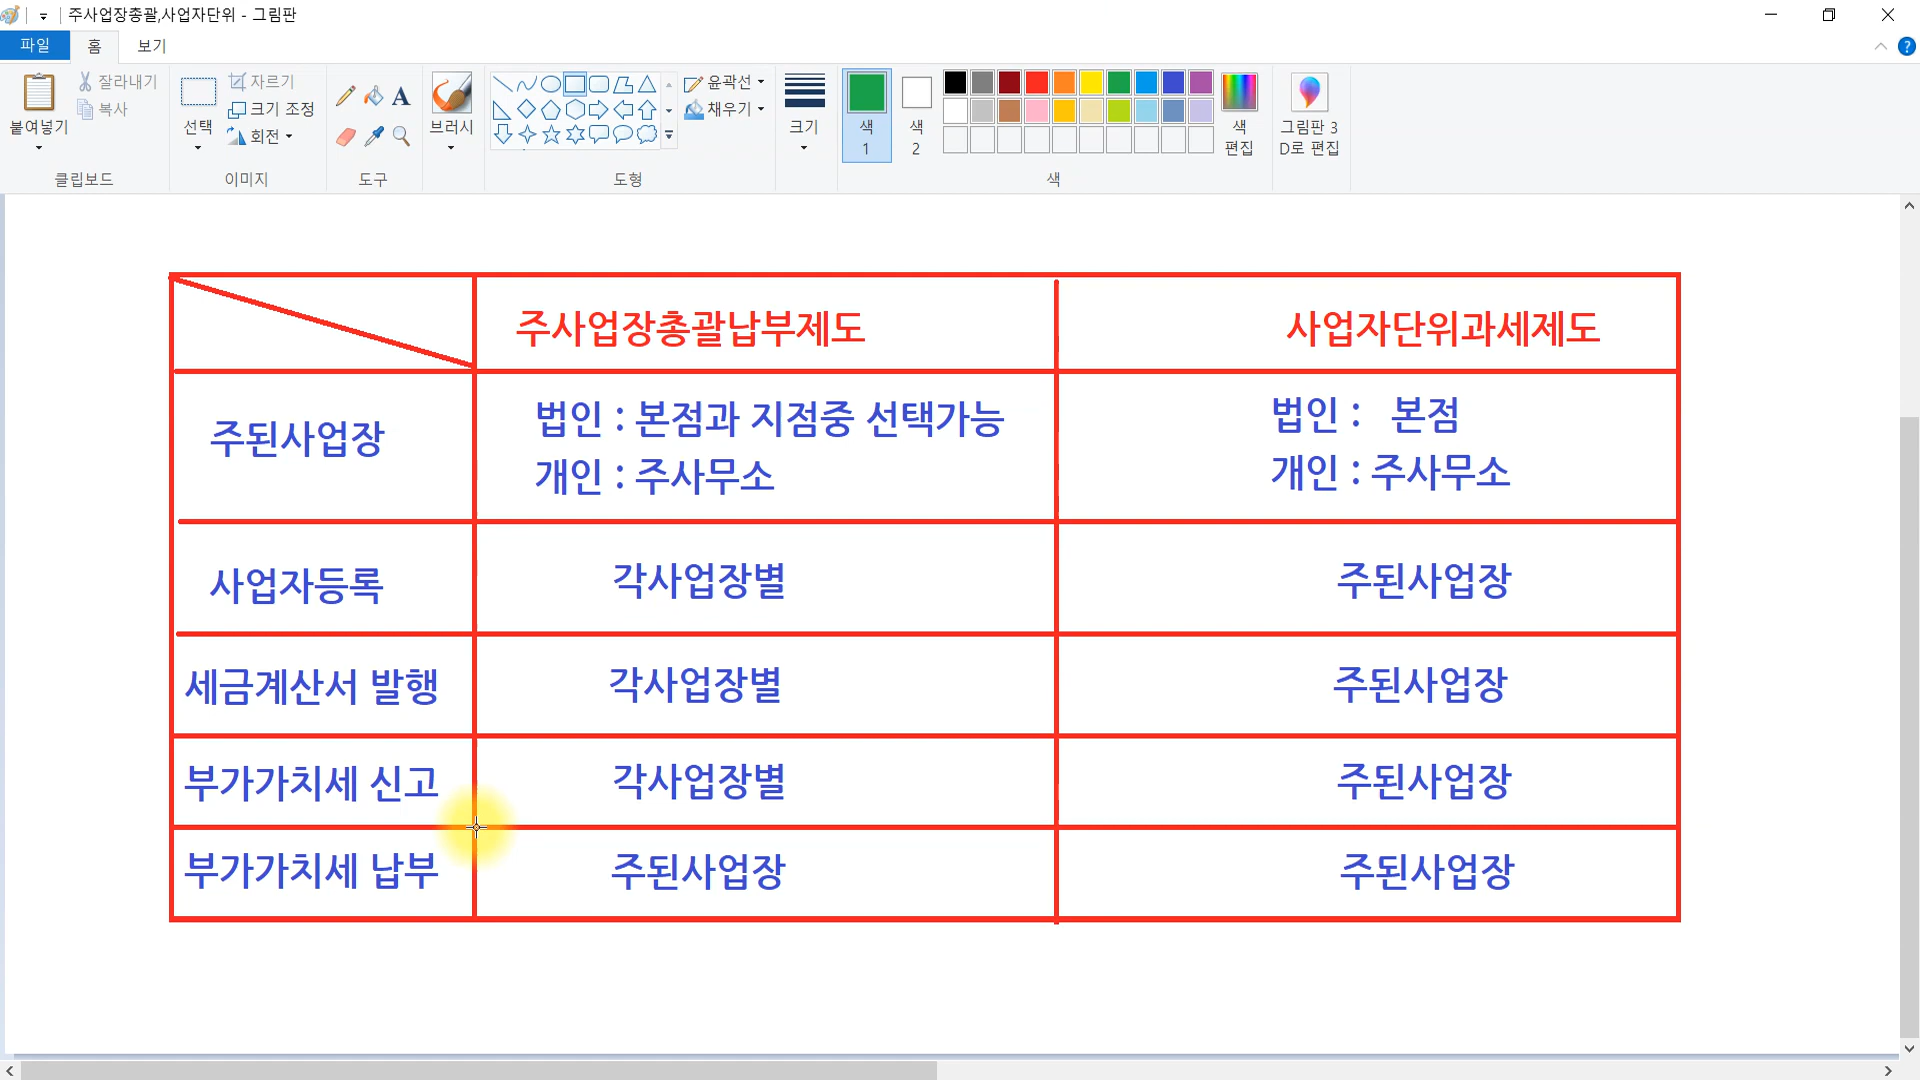 주사업장총괄,사업자단위 - 그림판
파일 홈 보기
붙여넣기
잘라내기
복사
클립보드
선택
자르기
크기 조정
회전
이미지
도구
브러시
윤곽선
채우기
도형
크기
색
1
색
2
색
편집
색
그림판 3
D로 편집
주사업장총괄납부제도 사업자단위과세제도
주된사업장
법인 : 본점과 지점중 선택가능
개인 : 주사무소
법인 : 본점
개인 : 주사무소
사업자등록 각사업장별 주된사업장
세금계산서 발행 각사업장별 주된사업장
부가가치세 신고 각사업장별 주된사업장
부가가치세 납부 주된사업장 주된사업장